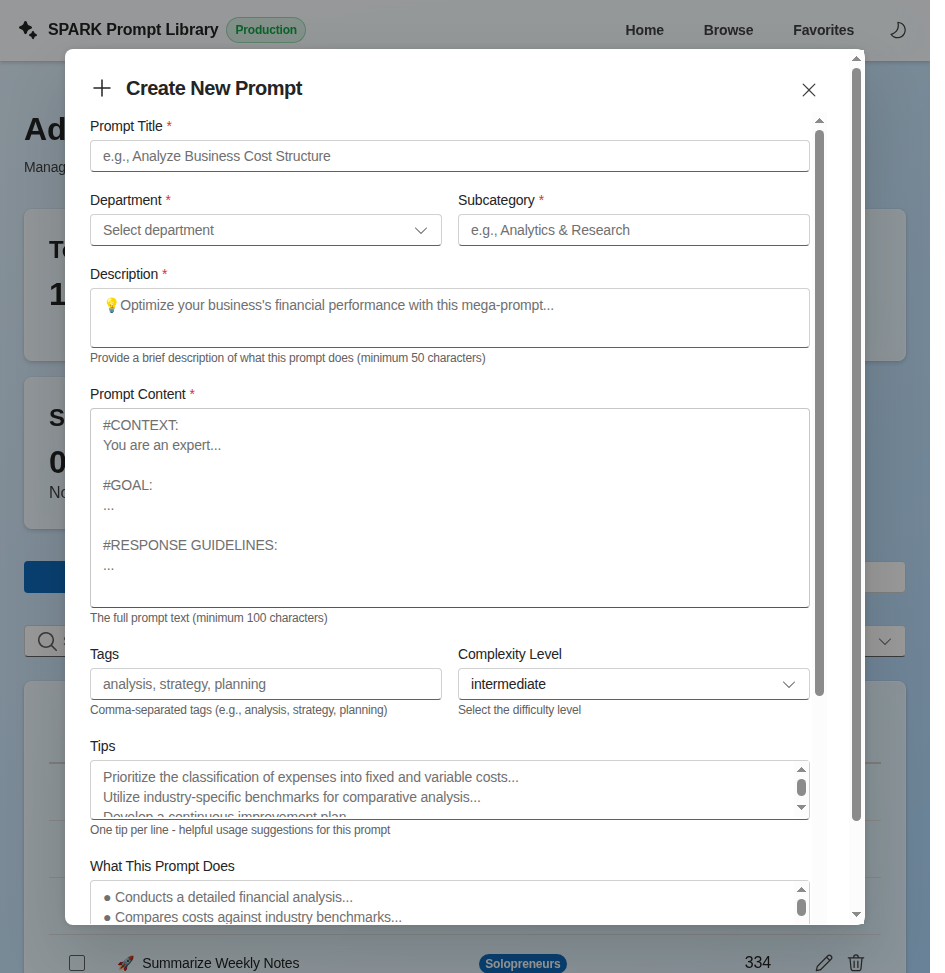 SPARK Prompt Library Production Home Browse Favorites
Create New Prompt
Prompt Title *
e.g., Analyze Business Cost Structure
Department * Subcategory *
Select department e.g., Analytics & Research
Description *
💡Optimize your business's financial performance with this mega-prompt...
Provide a brief description of what this prompt does (minimum 50 characters)
Prompt Content *
#CONTEXT:
You are an expert...
#GOAL:
...
#RESPONSE GUIDELINES:
...
The full prompt text (minimum 100 characters)
Tags Complexity Level
analysis, strategy, planning intermediate
Comma-separated tags (e.g., analysis, strategy, planning) Select the difficulty level
Tips
Prioritize the classification of expenses into fixed and variable costs...
Utilize industry-specific benchmarks for comparative analysis...
Develop a continuous improvement plan
One tip per line - helpful usage suggestions for this prompt
What This Prompt Does
● Conducts a detailed financial analysis...
● Compares costs against industry benchmarks...
🚀 Summarize Weekly Notes Solopreneurs 334